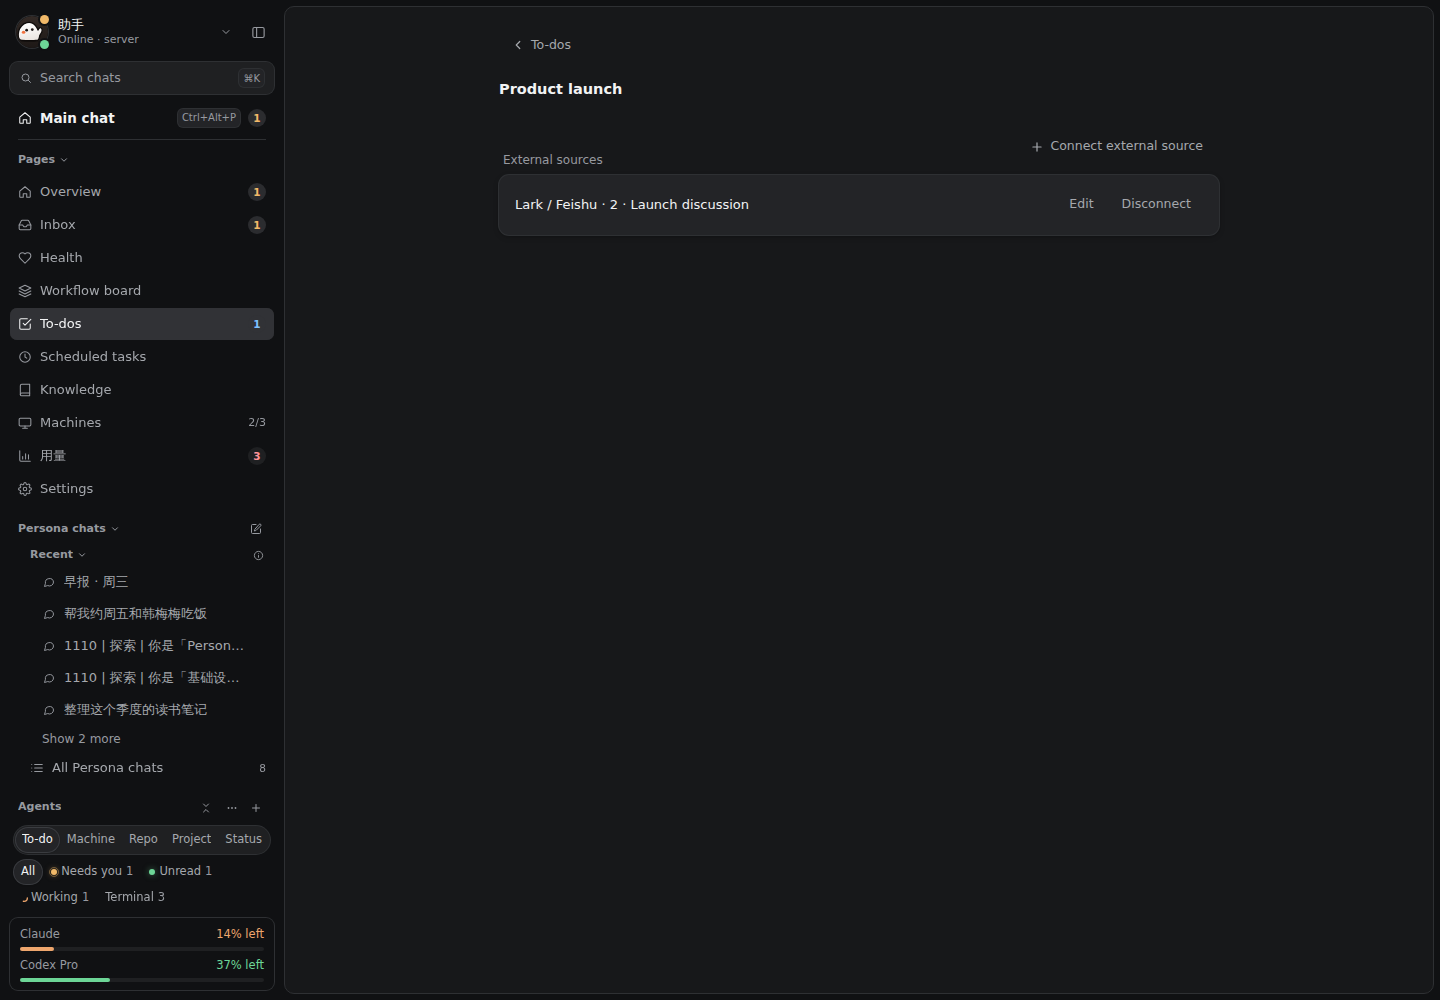 助手
Online · server
Search chats
⌘K
Main chat
Ctrl+Alt+P
1
Pages
Overview
1
Inbox
1
Health
Workflow board
To-dos
1
Scheduled tasks
Knowledge
Machines
2/3
用量
3
Settings
Persona chats
Recent
早报 · 周三
帮我约周五和韩梅梅吃饭
1110 | 探索 | 你是「Person…
1110 | 探索 | 你是「基础设…
整理这个季度的读书笔记
Show 2 more
All Persona chats
8
Agents
To-do
Machine
Repo
Project
Status
All
Needs you 1
Unread 1
Working 1
Terminal 3
Claude
14% left
Codex Pro
37% left
To-dos
Product launch
Connect external source
External sources
Lark / Feishu · 2 · Launch discussion
Edit
Disconnect